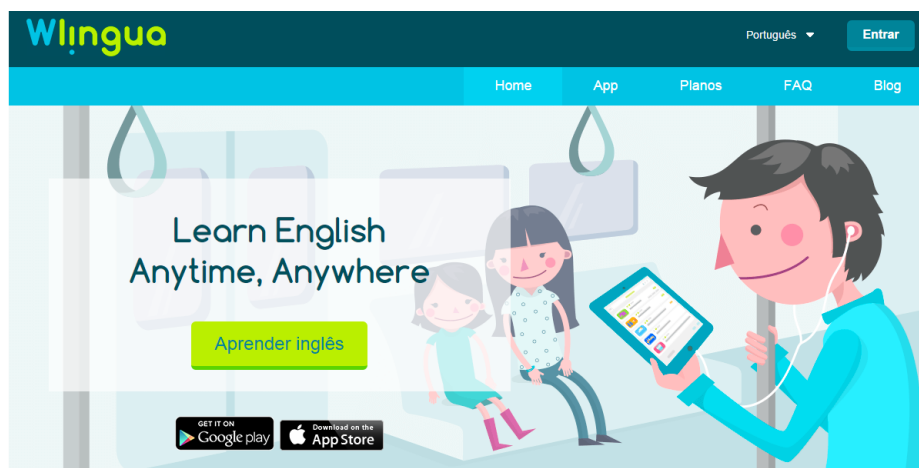 Wlingua
Português
Entrar
Home App Planos FAQ Blog
Learn English
Anytime, Anywhere
Aprender inglês
GET IT ON
Google play
Download on the
App Store